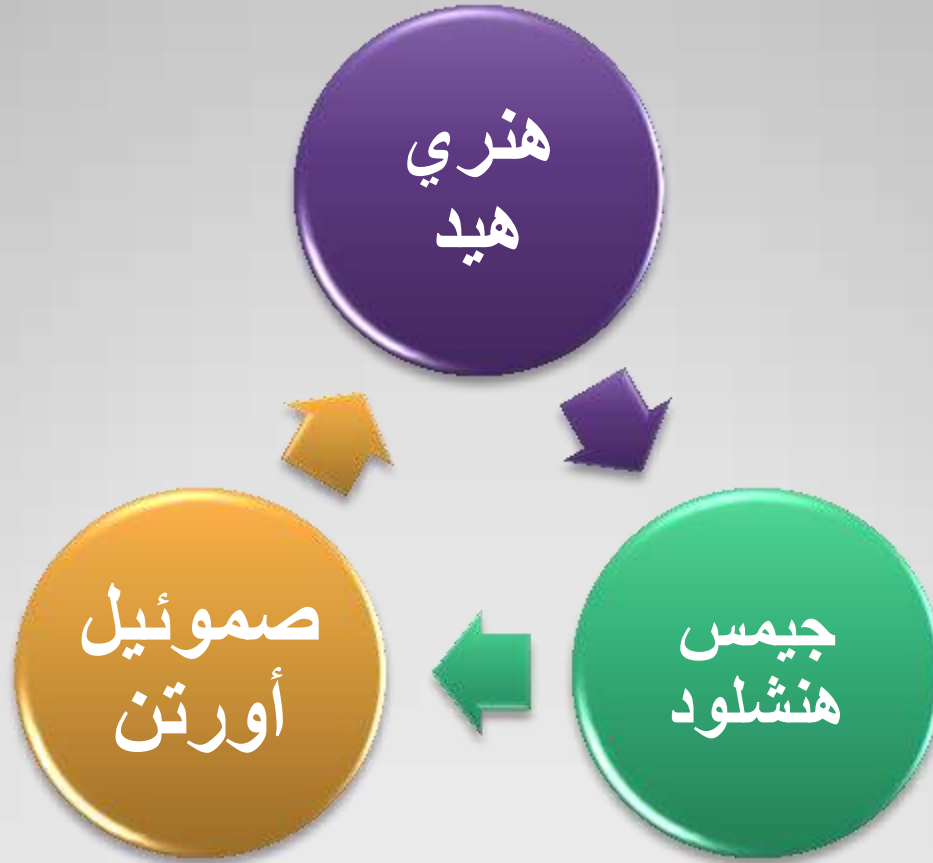 هنري
هيد
جيمس
هنشلود
صموئيل
أورتن